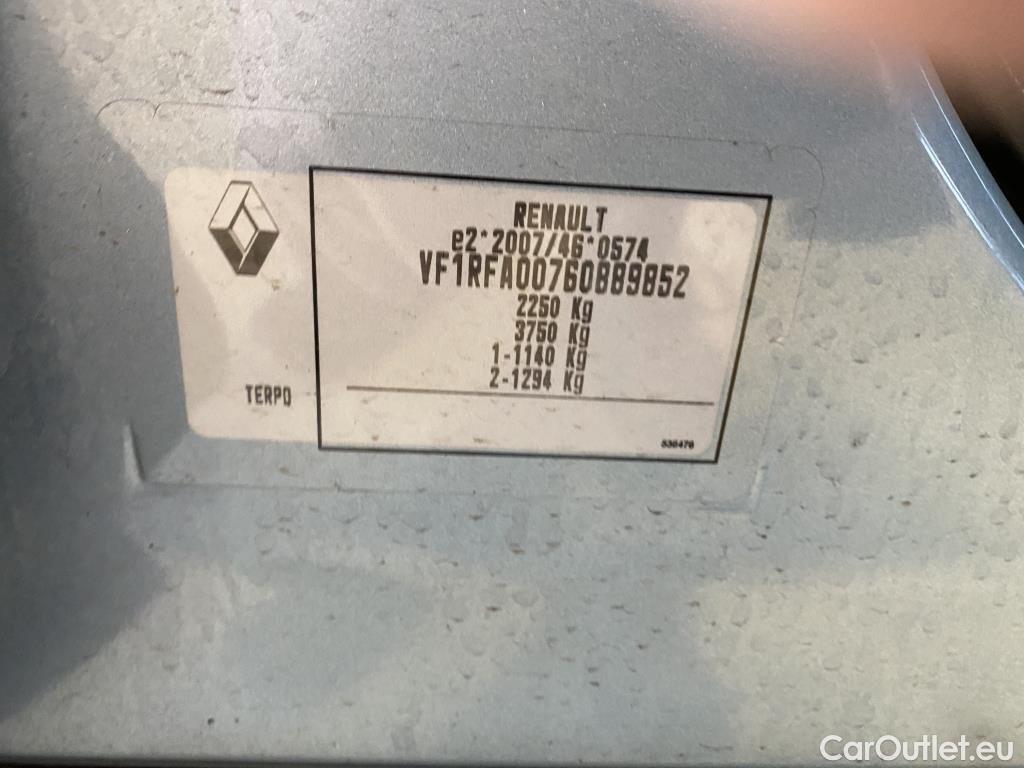 RENAULT
e2*2007/46*0574
VF1RFA00760889852
2250 Kg
3750 Kg
1-1140 Kg
2-1294 Kg
TERPQ
536476
CarOutlet.eu